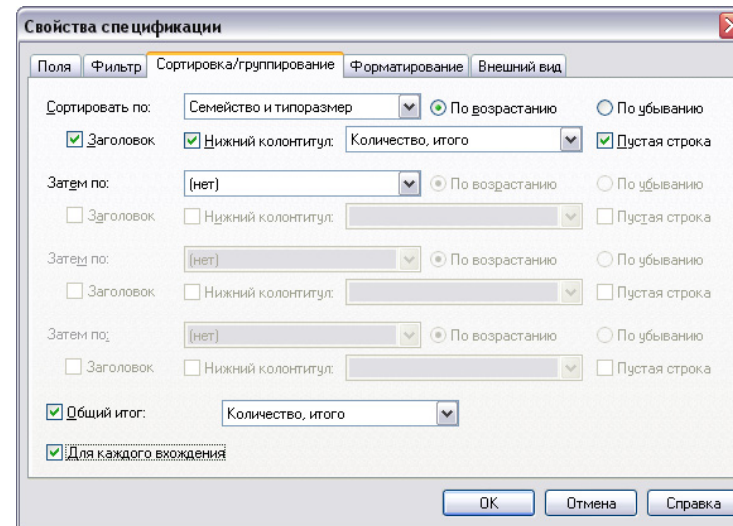 Свойства спецификации
Поля Фильтр Сортировка/группирование Форматирование Внешний вид
Сортировать по: Семейство и типоразмер По возрастанию По убыванию
Заголовок Нижний колонтитул: Количество, итого Пустая строка
Затем по: (нет) По возрастанию По убыванию
Заголовок Нижний колонтитул: Пустая строка
Затем по: (нет) По возрастанию По убыванию
Заголовок Нижний колонтитул: Пустая строка
Затем по: (нет) По возрастанию По убыванию
Заголовок Нижний колонтитул: Пустая строка
Общий итог: Количество, итого
Для каждого вхождения
OK Отмена Справка